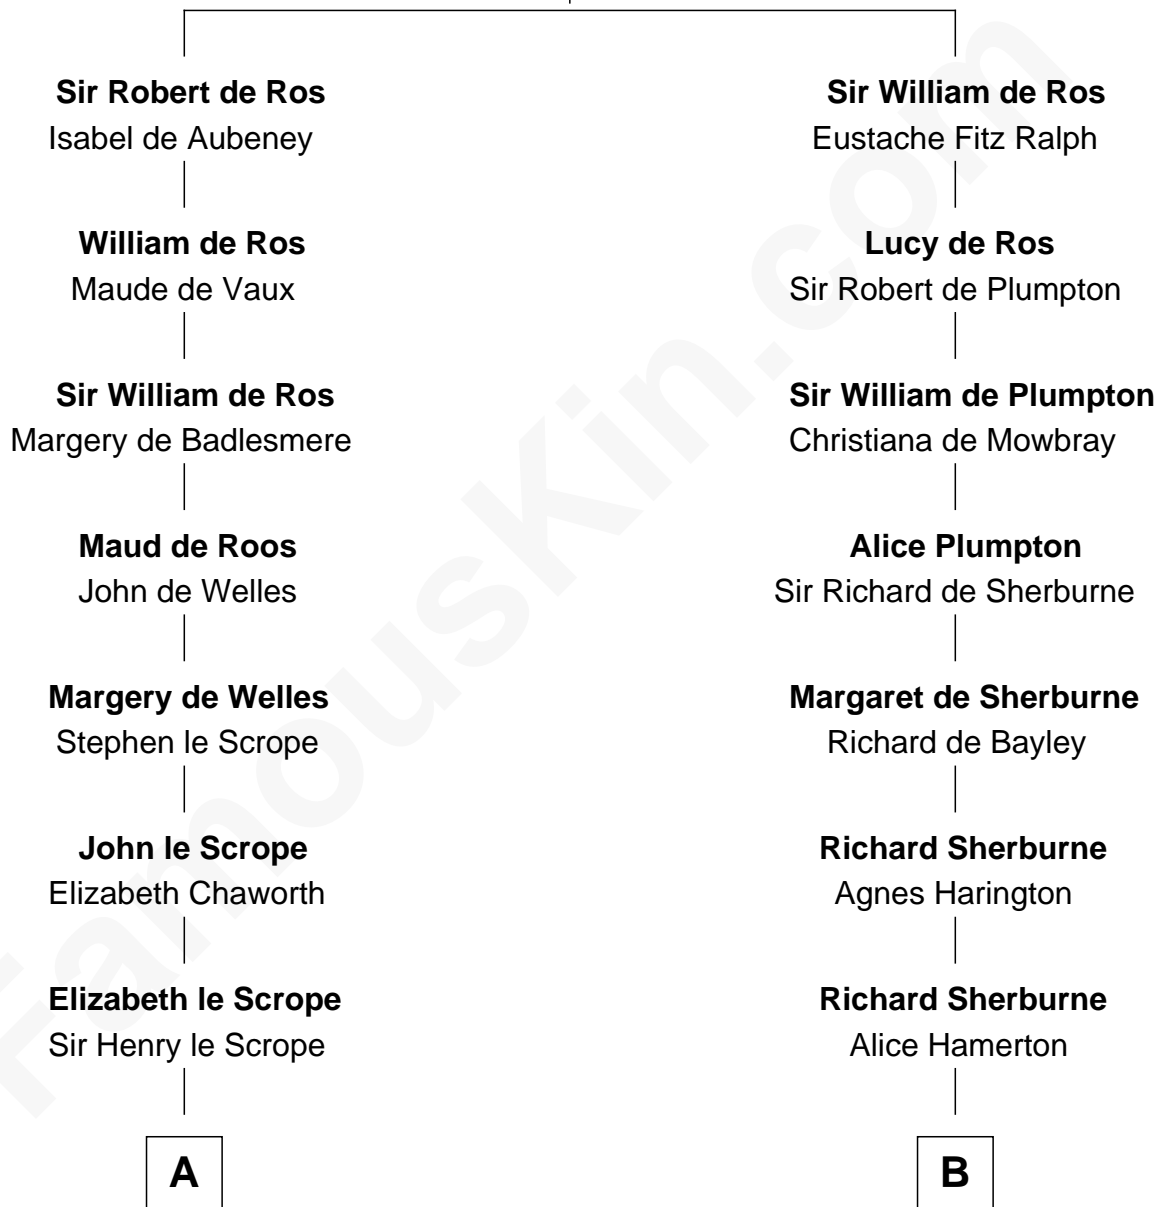 Sir Robert de Ros
Isabel de Aubeney
William de Ros
Maude de Vaux
Sir William de Ros
Margery de Badlesmere
Maud de Roos
John de Welles
Margery de Welles
Stephen le Scrope
John le Scrope
Elizabeth Chaworth
Elizabeth le Scrope
Sir Henry le Scrope
A
Sir William de Ros
Eustache Fitz Ralph
Lucy de Ros
Sir Robert de Plumpton
Sir William de Plumpton
Christiana de Mowbray
Alice Plumpton
Sir Richard de Sherburne
Margaret de Sherburne
Richard de Bayley
Richard Sherburne
Agnes Harington
Richard Sherburne
Alice Hamerton
B
FamousKin.com